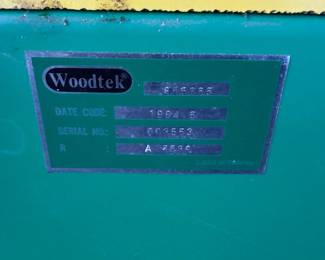 Woodtek
DATE CODE: 1994.5
SERIAL NO.: 003553
R A